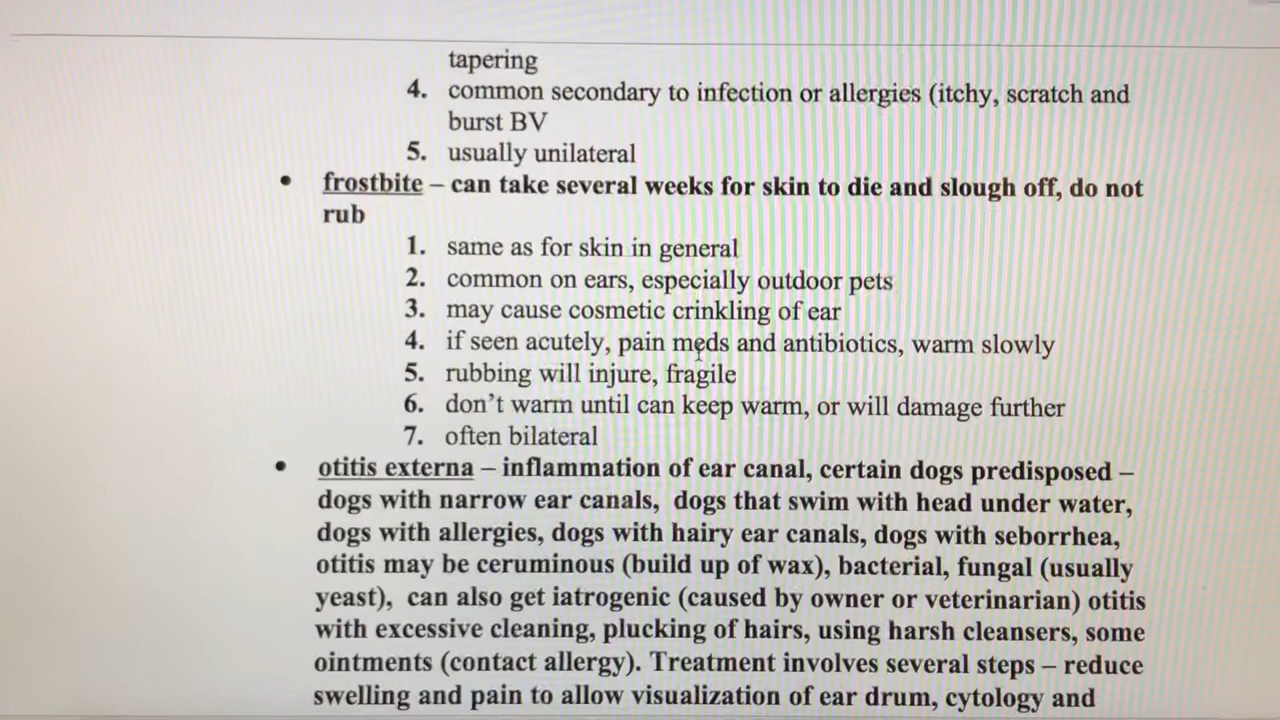 tapering
4. common secondary to infection or allergies (itchy, scratch and
burst BV
5. usually unilateral
• frostbite – can take several weeks for skin to die and slough off, do not
rub
1. same as for skin in general
2. common on ears, especially outdoor pets
3. may cause cosmetic crinkling of ear
4. if seen acutely, pain meds and antibiotics, warm slowly
5. rubbing will injure, fragile
6. don’t warm until can keep warm, or will damage further
7. often bilateral
• otitis externa – inflammation of ear canal, certain dogs predisposed –
dogs with narrow ear canals, dogs that swim with head under water,
dogs with allergies, dogs with hairy ear canals, dogs with seborrhea,
otitis may be ceruminous (build up of wax), bacterial, fungal (usually
yeast), can also get iatrogenic (caused by owner or veterinarian) otitis
with excessive cleaning, plucking of hairs, using harsh cleansers, some
ointments (contact allergy). Treatment involves several steps – reduce
swelling and pain to allow visualization of ear drum, cytology and